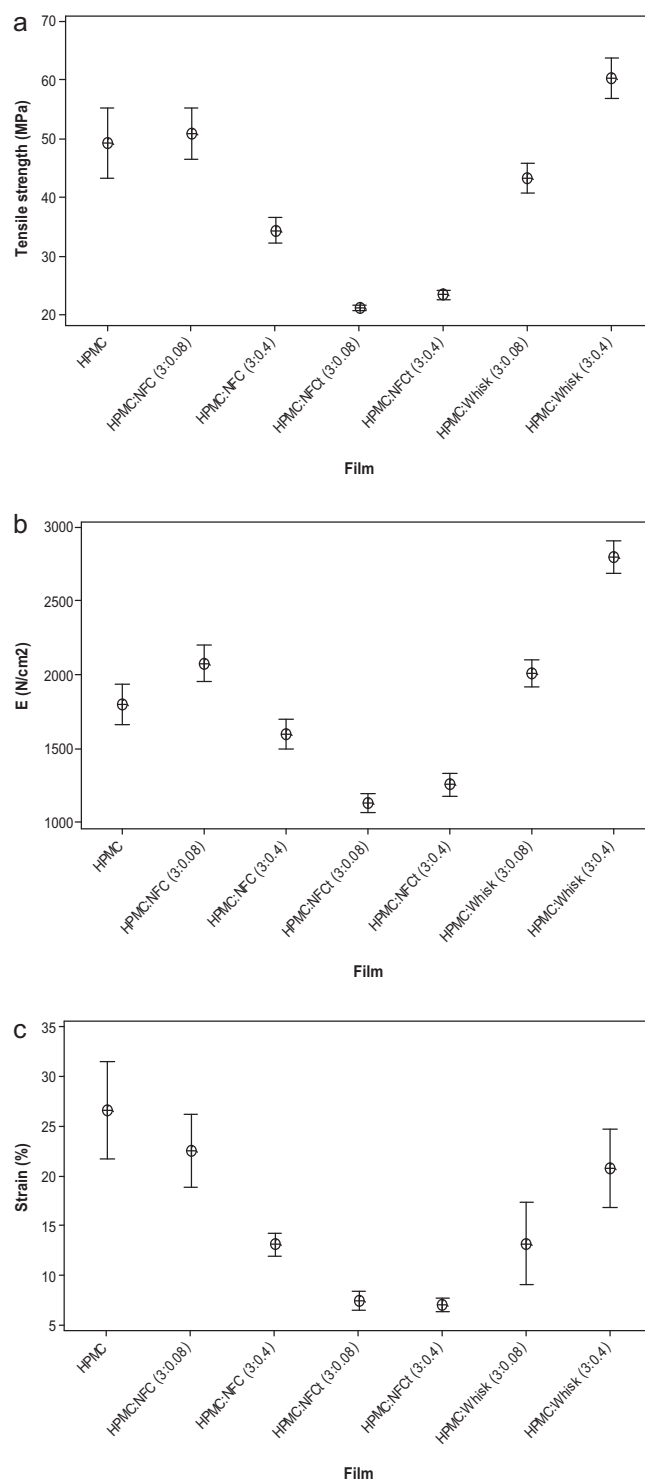 a
Tensile strength (MPa)
70
60
50
40
30
20
HPMC
HPMC:NFC (3:0.08)
HPMC:NFC (3:0.4)
HPMC:NFCt (3:0.08)
HPMC:NFCt (3:0.4)
HPMC:Whisk (3:0.08)
HPMC:Whisk (3:0.4)
Film
b
E (N/cm2)
3000
2500
2000
1500
1000
HPMC
HPMC:NFC (3:0.08)
HPMC:NFC (3:0.4)
HPMC:NFCt (3:0.08)
HPMC:NFCt (3:0.4)
HPMC:Whisk (3:0.08)
HPMC:Whisk (3:0.4)
Film
c
Strain (%)
35
30
25
20
15
10
5
HPMC
HPMC:NFC (3:0.08)
HPMC:NFC (3:0.4)
HPMC:NFCt (3:0.08)
HPMC:NFCt (3:0.4)
HPMC:Whisk (3:0.08)
HPMC:Whisk (3:0.4)
Film